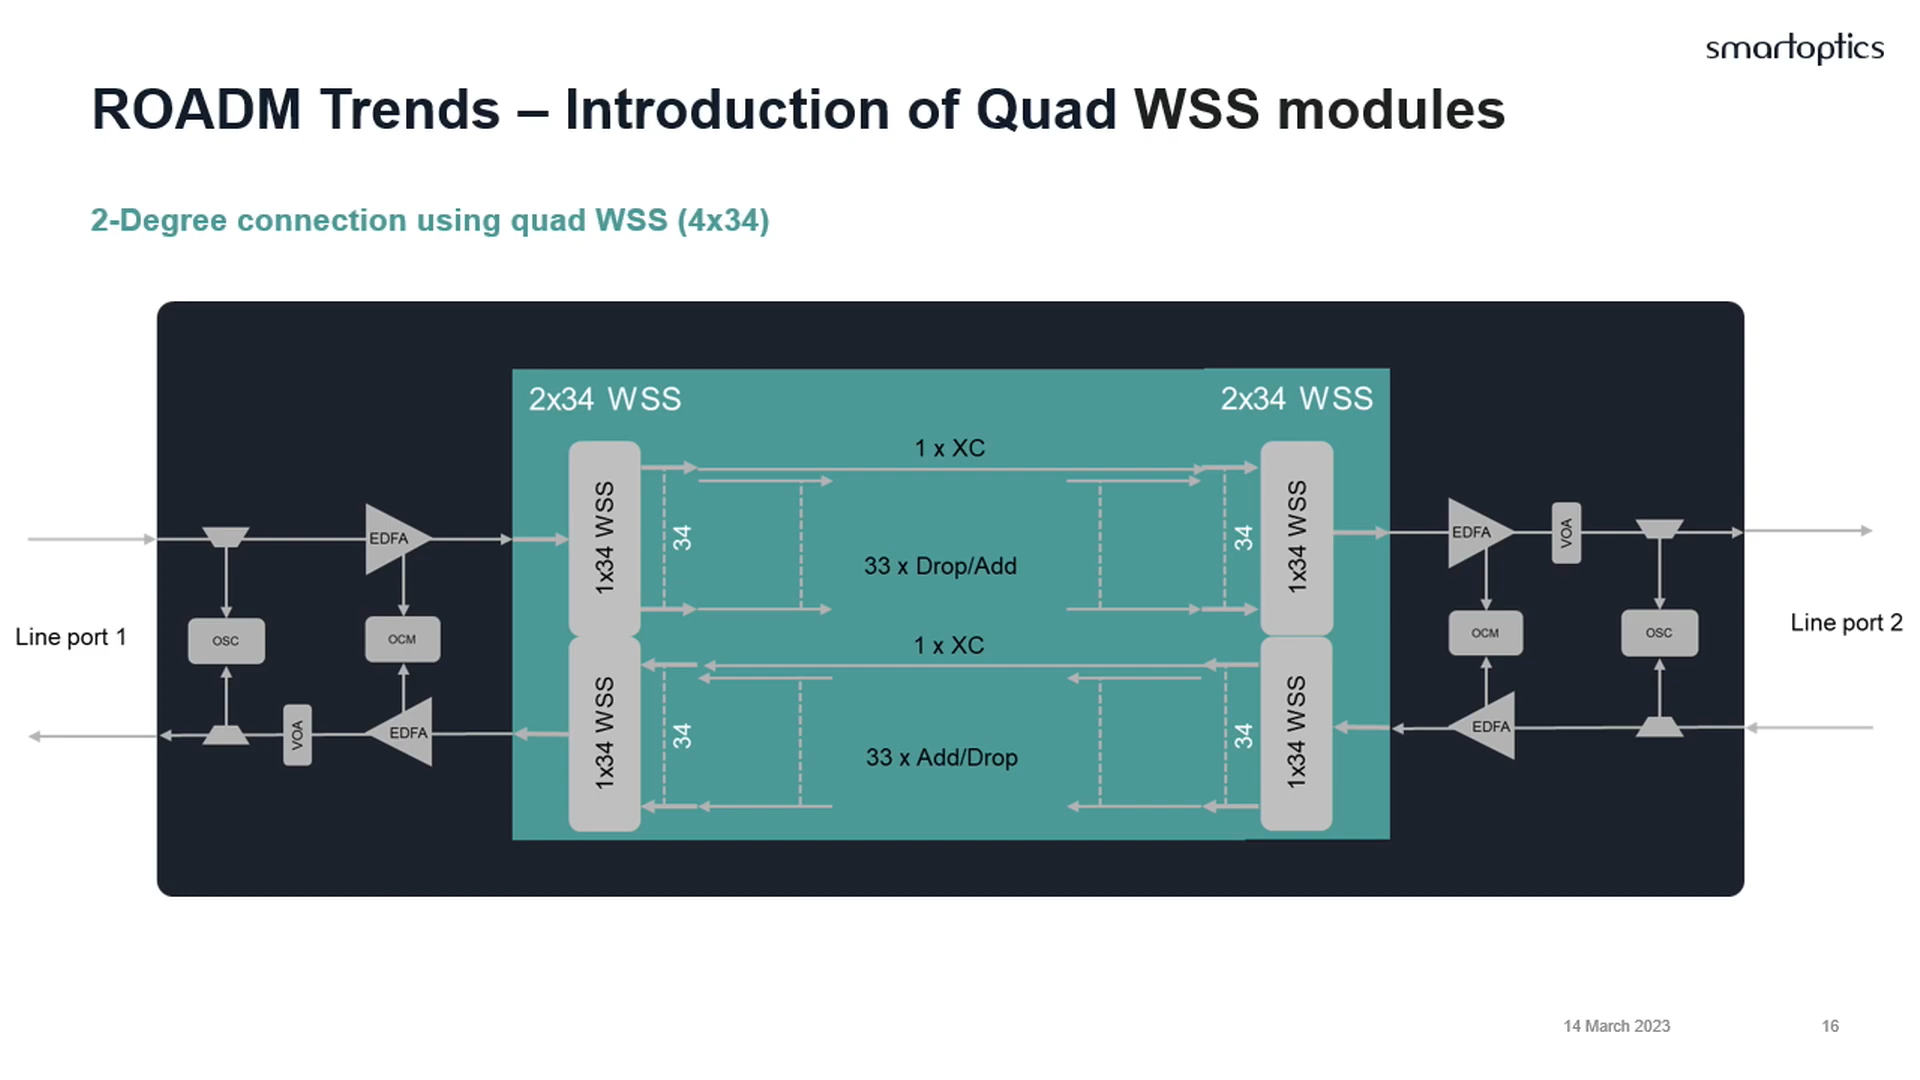 smartoptics
ROADM Trends – Introduction of Quad WSS modules
2-Degree connection using quad WSS (4x34)
2x34 WSS
2x34 WSS
1 x XC
1x34 WSS
34
33 x Drop/Add
34
1x34 WSS
EDFA
EDFA
VOA
Line port 1
OSC
OCM
OCM
OSC
Line port 2
1 x XC
VOA
EDFA
1x34 WSS
34
33 x Add/Drop
34
1x34 WSS
EDFA
14 March 2023
16